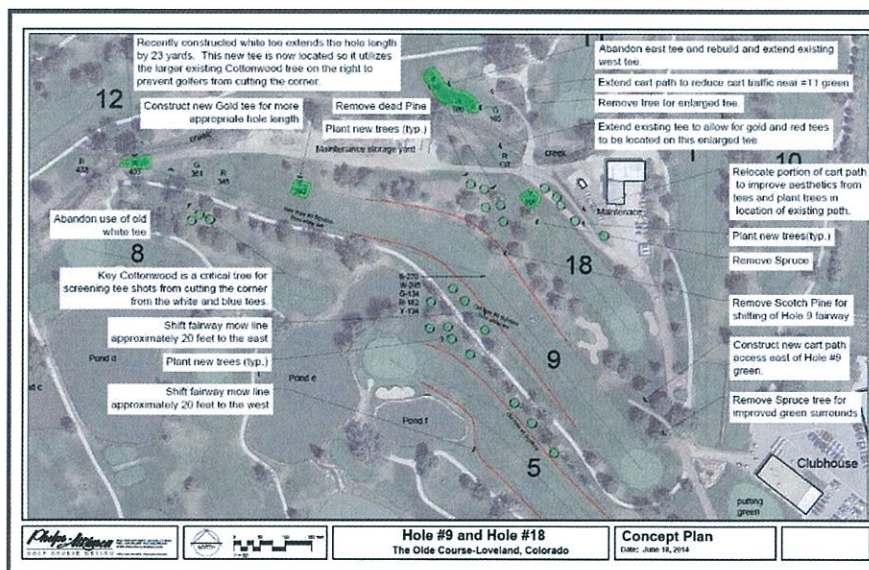 Recently constructed white tee extends the hole length
by 23 yards. This new tee is now located so it utilizes
the larger existing Cottonwood tree on the right to
prevent golfers from cutting the corner.
Construct new Gold tee for more
appropriate hole length
Remove dead Pine
Plant new trees (typ.)
Maintenance storage yard
Abandon east tee and rebuild and extend existing
west tee.
Extend cart path to reduce cart traffic near #11 green
Remove tree for enlarged tee.
Extend existing tee to allow for gold and red tees
to be located on this enlarged tee.
12
creek
Maintenance
10
Relocate portion of cart path
to improve aesthetics from
tees and plant trees in
location of existing path.
Plant new trees(typ.)
Remove Spruce
Abandon use of old
white tee
8
18
Key Cottonwood is a critical tree for
screening tee shots from cutting the corner
from the white and blue tees.
Remove Scotch Pine for
shifting of Hole 9 fairway
Shift fairway mow line
approximately 20 feet to the east
Construct new cart path
access east of Hole #9
green.
Pond d
Plant new trees (typ.)
Pond e
9
Shift fairway mow line
approximately 20 feet to the west
Remove Spruce tree for
improved green surrounds
Pond f
5
Clubhouse
putting
green
Phelps-Atkinson
GOLF COURSE DESIGN
Hole #9 and Hole #18
The Olde Course-Loveland, Colorado
Concept Plan
Date: June 18, 2014